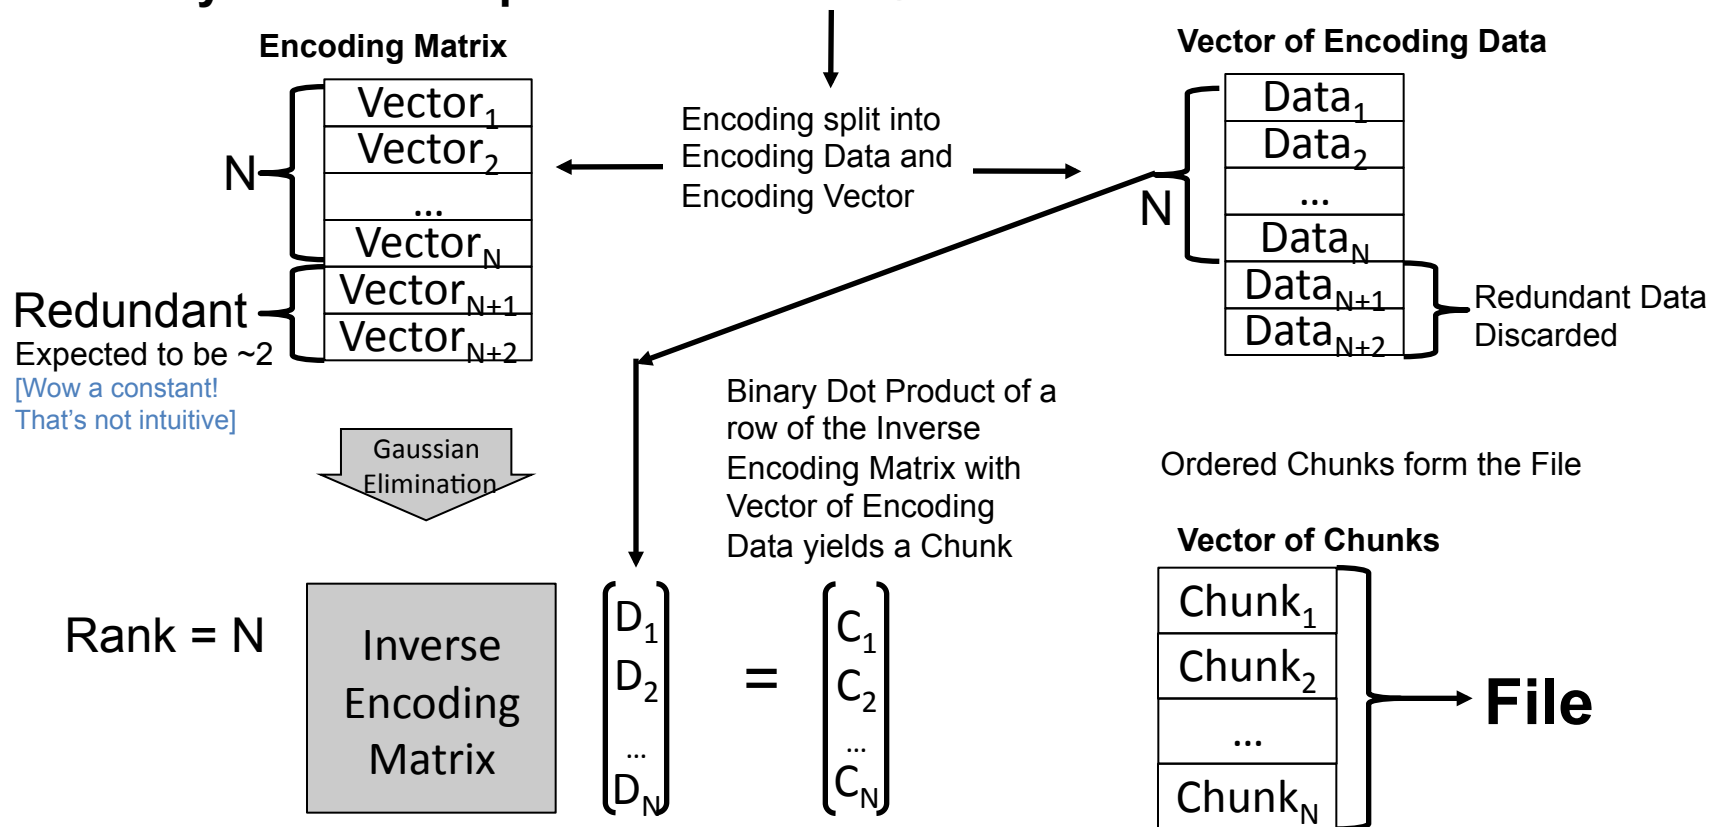 Encoding Matrix
Vector1
Vector2
...
VectorN
VectorN+1
VectorN+2
N
Redundant
Expected to be ~2
[Wow a constant!
That's not intuitive]
Encoding split into
Encoding Data and
Encoding Vector
Vector of Encoding Data
Data1
Data2
...
DataN
DataN+1
DataN+2
N
Redundant Data
Discarded
Gaussian
Elimination
Binary Dot Product of a
row of the Inverse
Encoding Matrix with
Vector of Encoding
Data yields a Chunk
Ordered Chunks form the File
Rank = N
Inverse
Encoding
Matrix
D1
D2
...
DN
=
C1
C2
...
CN
Vector of Chunks
Chunk1
Chunk2
...
ChunkN
File